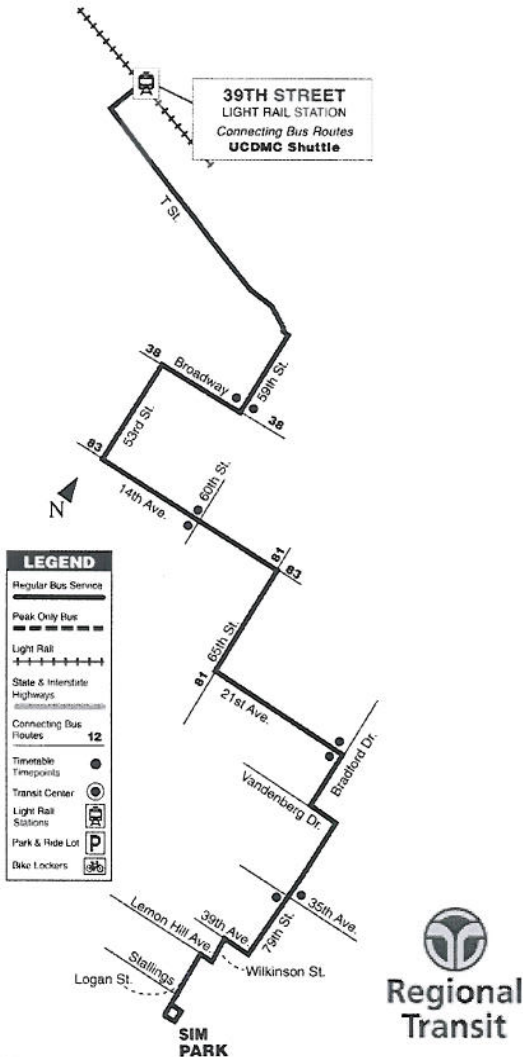 39TH STREET
LIGHT RAIL STATION
Connecting Bus Routes
UCDMC Shuttle
T St.
38
Broadway
59th St.
38
53rd St.
83
60th St.
14th Ave.
N
81
83
65th St.
81
21st Ave.
Bradford Dr.
Vandenberg Dr.
35th Ave.
79th St.
39th Ave.
Lemon Hill Ave.
Wilkinson St.
Stallings
Logan St.
SIM
PARK
LEGEND
Regular Bus Service
Peak Only Bus
Light Rail
State & Interstate
Highways
Connecting Bus
Routes 12
Timetable
Timepoints
Transit Center
Light Rail
Stations
Park & Ride Lot P
Bike Lockers
Regional
Transit